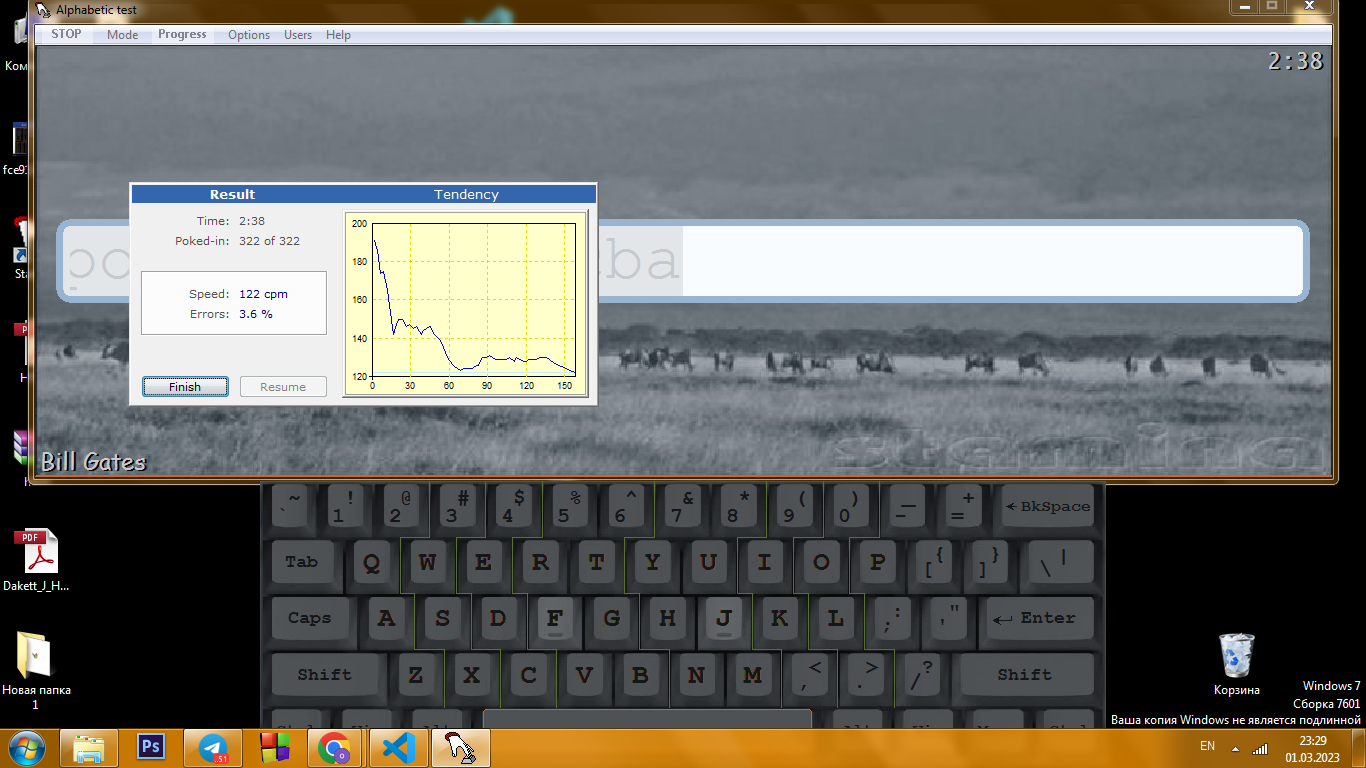 Alphabetic test
STOP Mode Progress Options Users Help
2:38
Result Tendency
Time: 2:38
Poked-in: 322 of 322
Speed: 122 cpm
Errors: 3.6 %
Finish Resume
200
180
160
140
120
0 30 60 90 120 150
ba
Bill Gates
stamina
Ком
fce9
Sta
PDF
Dakett_J_H...
Новая папка
1
~ ! @ # $ % ^ & * ( ) — +
` 1 2 3 4 5 6 7 8 9 0 - = ←BkSpace
Tab Q W E R T Y U I O P [ { ] } \ |
Caps A S D F G H J K L ; : ' " ← Enter
Shift Z X C V B N M , < . > / ? Shift
Корзина
Windows 7
Сборка 7601
Ваша копия Windows не является подлинной
Ps
51
EN
23:29
01.03.2023